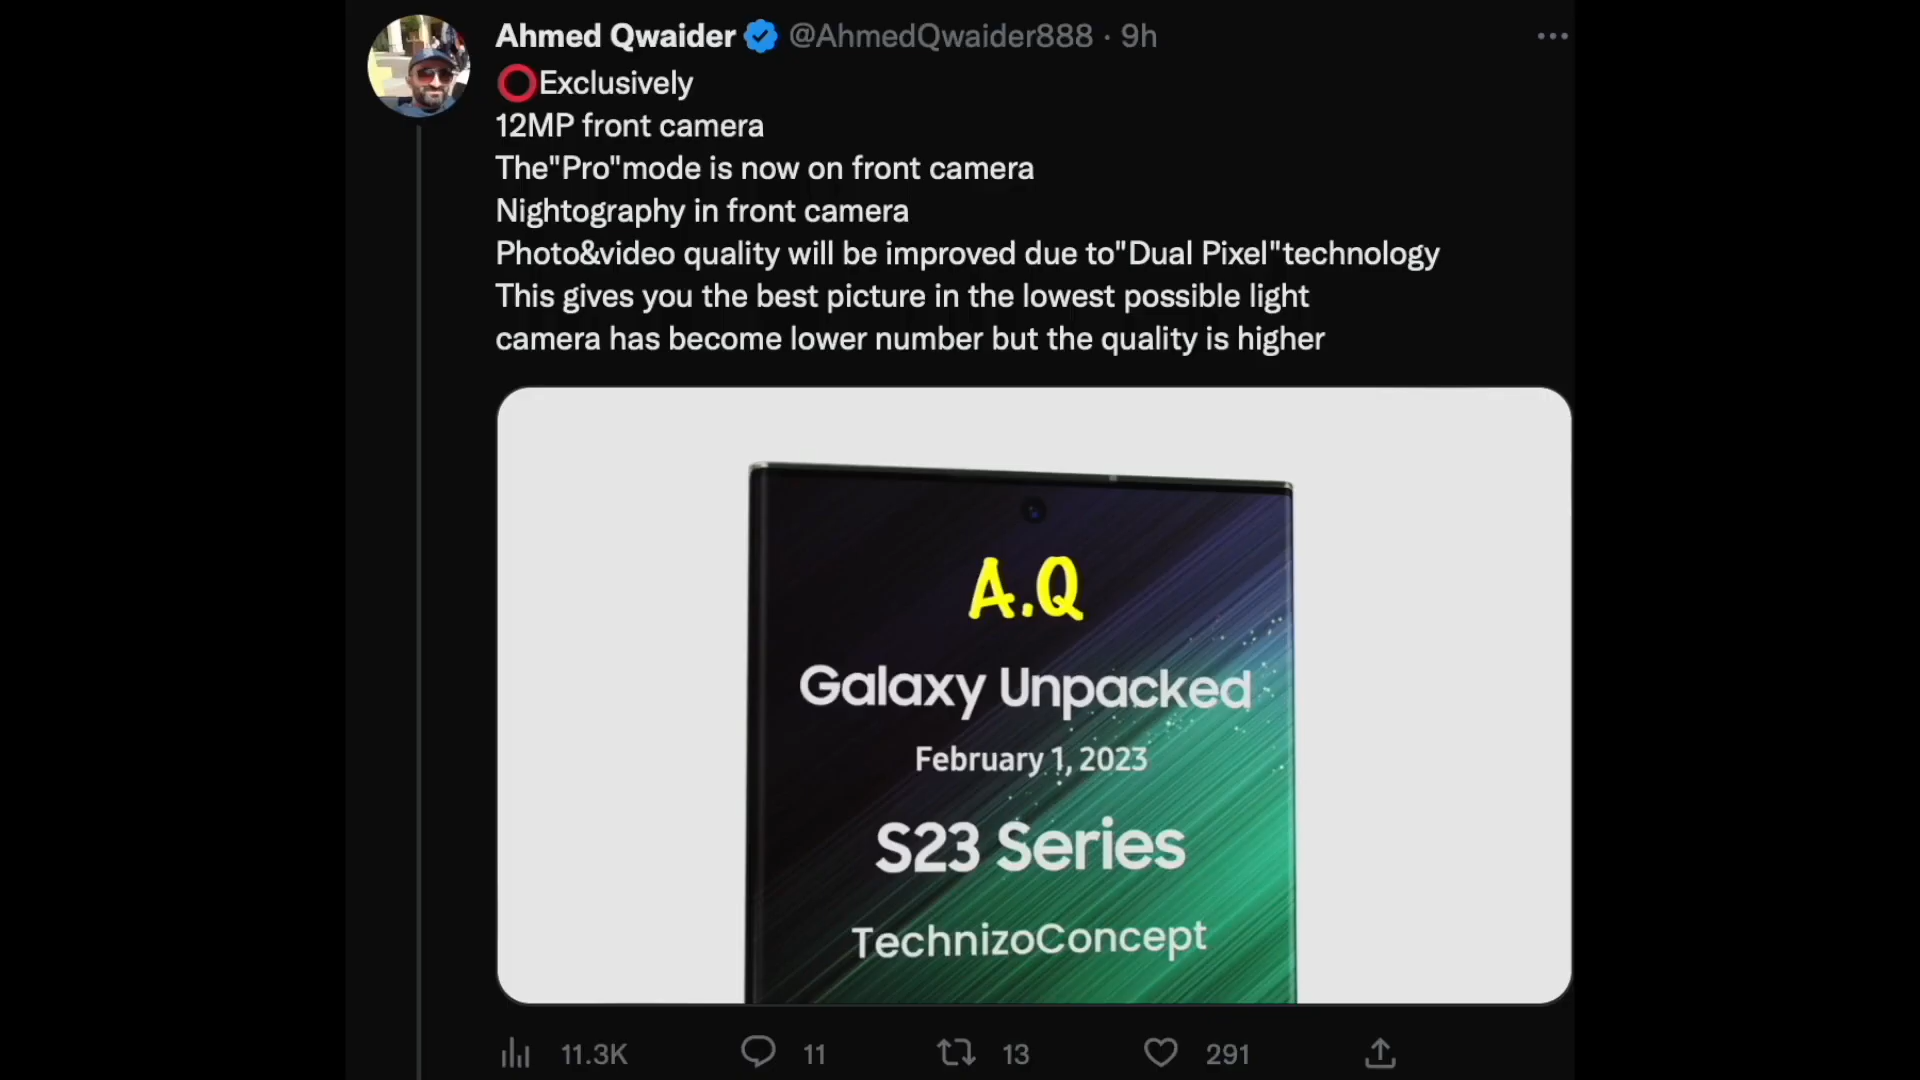 Ahmed Qwaider @AhmedQwaider888 · 9h
⭕Exclusively
12MP front camera
The"Pro"mode is now on front camera
Nightography in front camera
Photo&video quality will be improved due to"Dual Pixel"technology
This gives you the best picture in the lowest possible light
camera has become lower number but the quality is higher
A.Q
Galaxy Unpacked
February 1, 2023
S23 Series
TechnizoConcept
11.3K 11 13 291